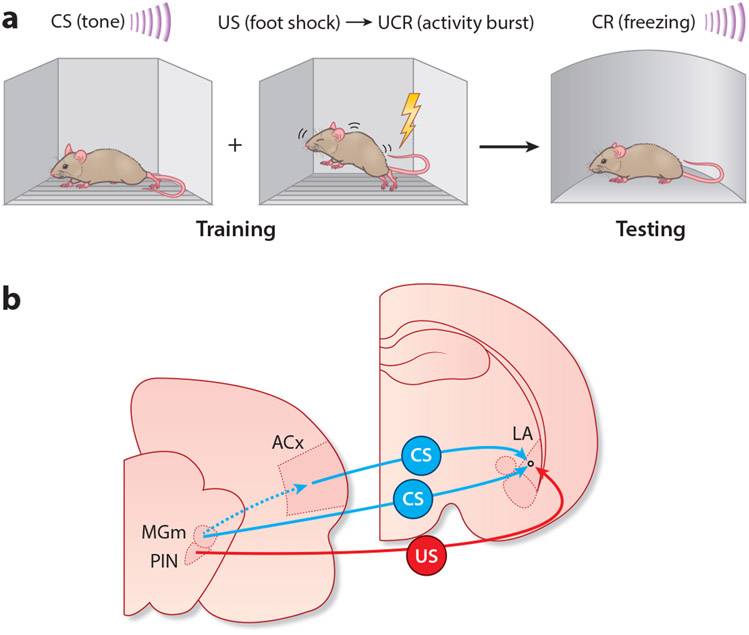 a
CS (tone)
US (foot shock) → UCR (activity burst)
CR (freezing)
+
Training
Testing
b
ACx
LA
CS
CS
MGm
PIN
US